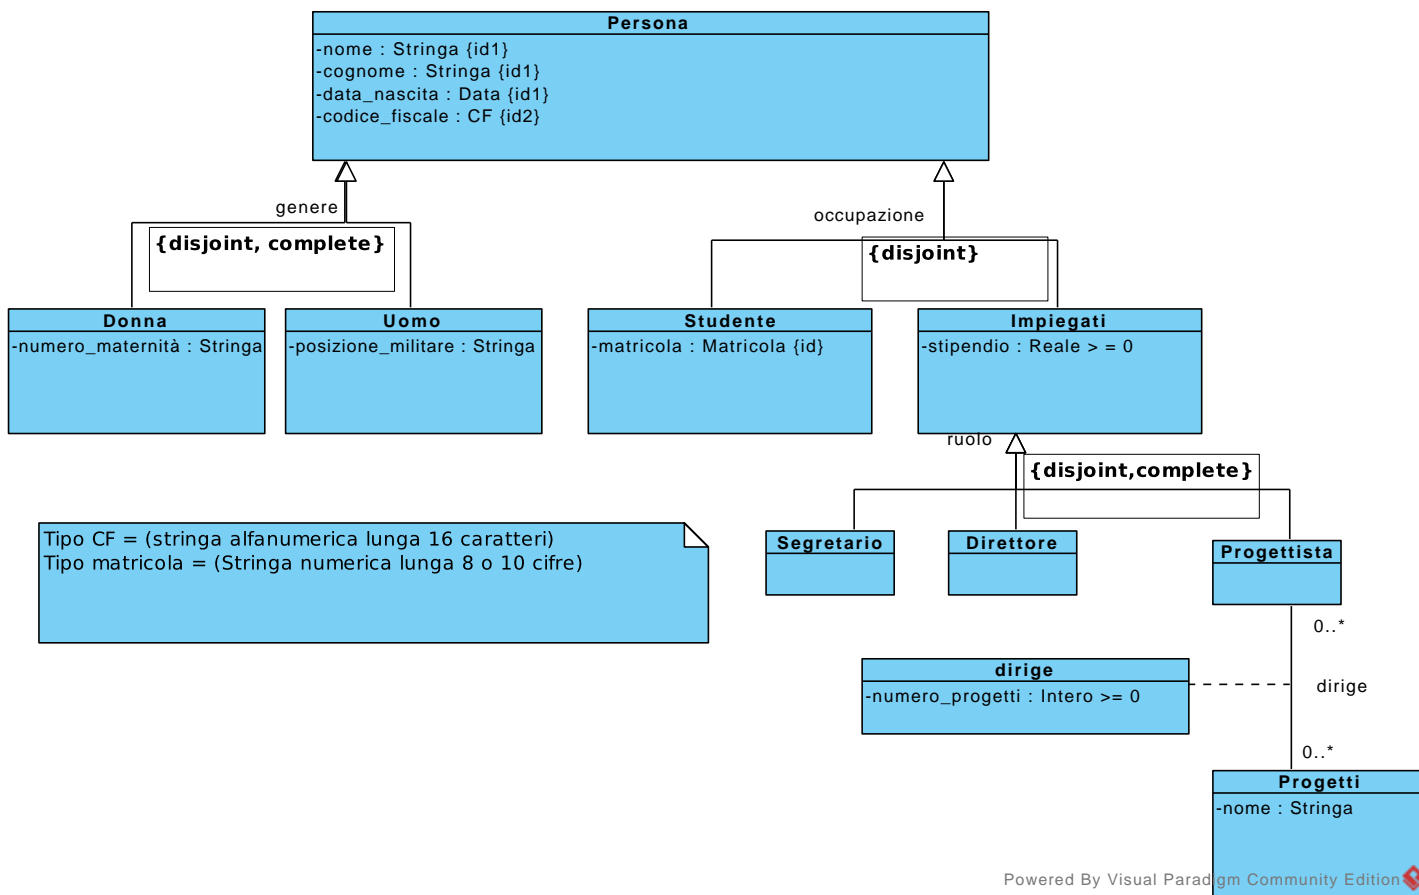 Persona
-nome : Stringa {id1}
-cognome : Stringa {id1}
-data_nascita : Data {id1}
-codice_fiscale : CF {id2}
genere
{disjoint, complete}
occupazione
{disjoint}
Donna
-numero_maternità : Stringa
Uomo
-posizione_militare : Stringa
Studente
-matricola : Matricola {id}
Impiegati
-stipendio : Reale > = 0
ruolo
{disjoint,complete}
Tipo CF = (stringa alfanumerica lunga 16 caratteri)
Tipo matricola = (Stringa numerica lunga 8 o 10 cifre)
Segretario
Direttore
Progettista
0..*
dirige
-numero_progetti : Intero >= 0
dirige
0..*
Progetti
-nome : Stringa
Powered By Visual Paradigm Community Edition